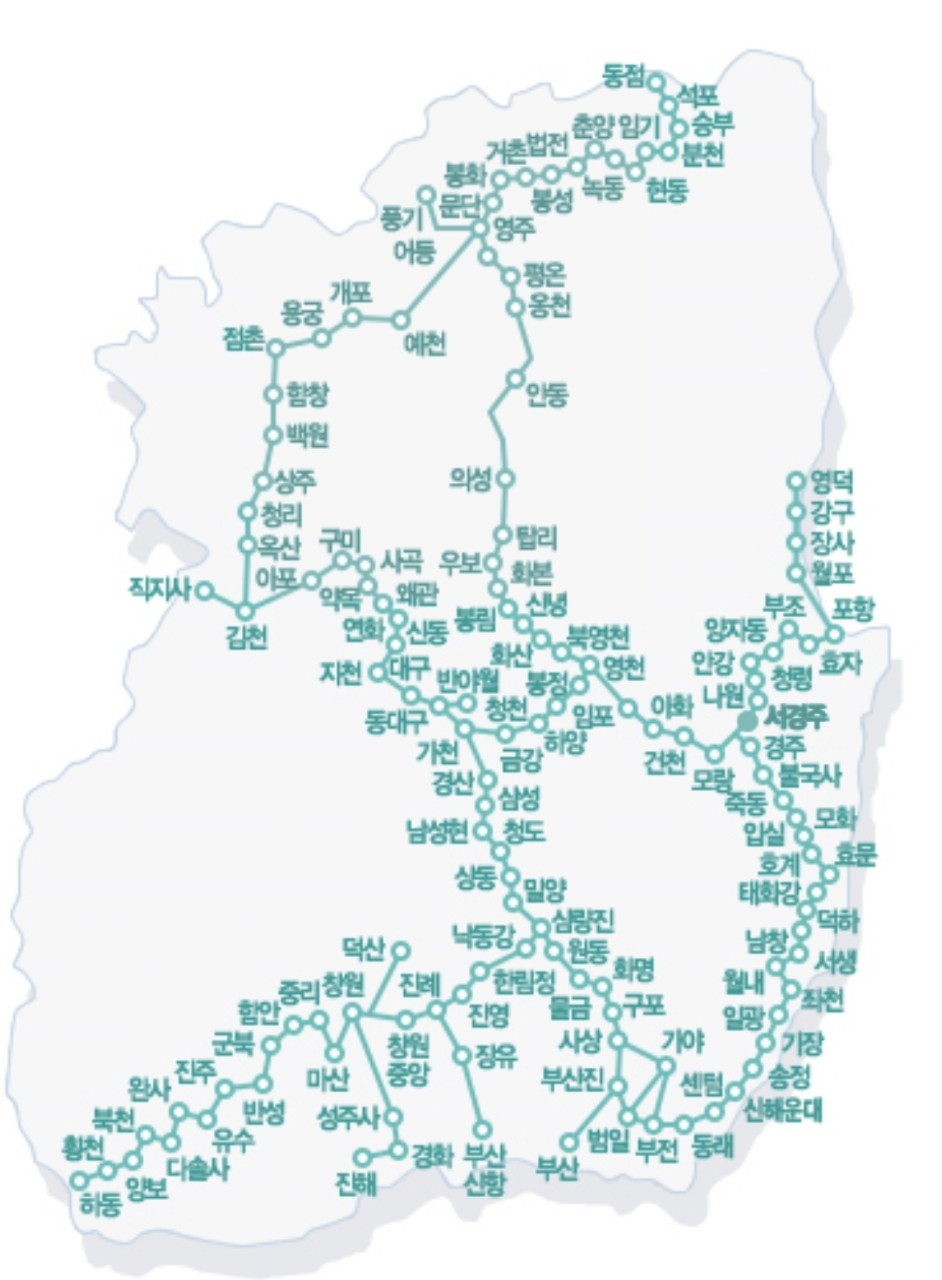 동점
석포
승부
춘양 임기
거촌 법전
분천
봉화
녹동 현동
봉성
문단
풍기
영주
어등
평온
개포
옹천
용궁
점촌
예천
안동
함창
백원
의성
상주
영덕
청리
강구
구미
탑리
옥산
장사
사곡
우보
아포
화본
월포
직지사
약목 왜관
신녕
부조 포항
봉림
김천
연화 신동
양자동
북영천
화산
안강
효자
지천 대구
영천
청령
반야월
봉정
나원
청천
아화
동대구
임포
서경주
하양
가천
금강
건천
경주
모량
불국사
경산
삼성
죽동
모화
남성현 청도
입실
효문
호계
상동
밀양
태화강
삼랑진
덕하
낙동강
남창
덕산
원동
서생
화명
중리 창원
진례
한림정
월내
좌천
함안
물금
구포
진영
일광
군북
사상
가야
기장
창원
중앙
장유
진주
마산
부산진
송정
센텀
완사
반성
성주사
신해운대
북천
유수
범일 부전 동래
황천
경화
부산
신항
부산
다솔사
양보
진해
하동